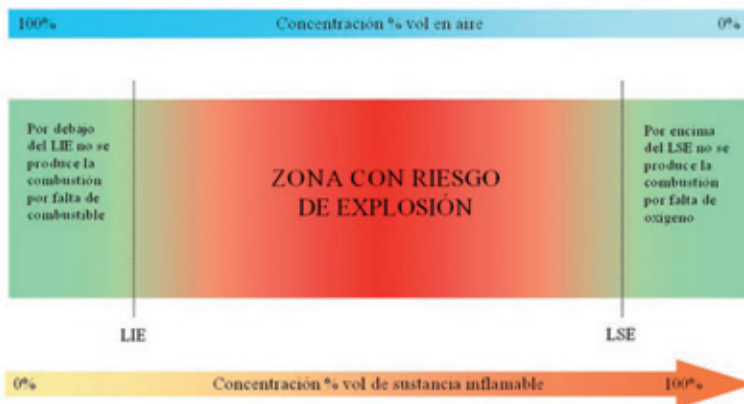 100% Concentración % vol en aire 0%
Por debajo
del LIE no se
produce la
combustión
por falta de
combustible
ZONA CON RIESGO
DE EXPLOSIÓN
Por encima
del LSE no se
produce la
combustión
por falta de
oxígeno
LIE
LSE
0% Concentración % vol de sustancia inflamable 100%